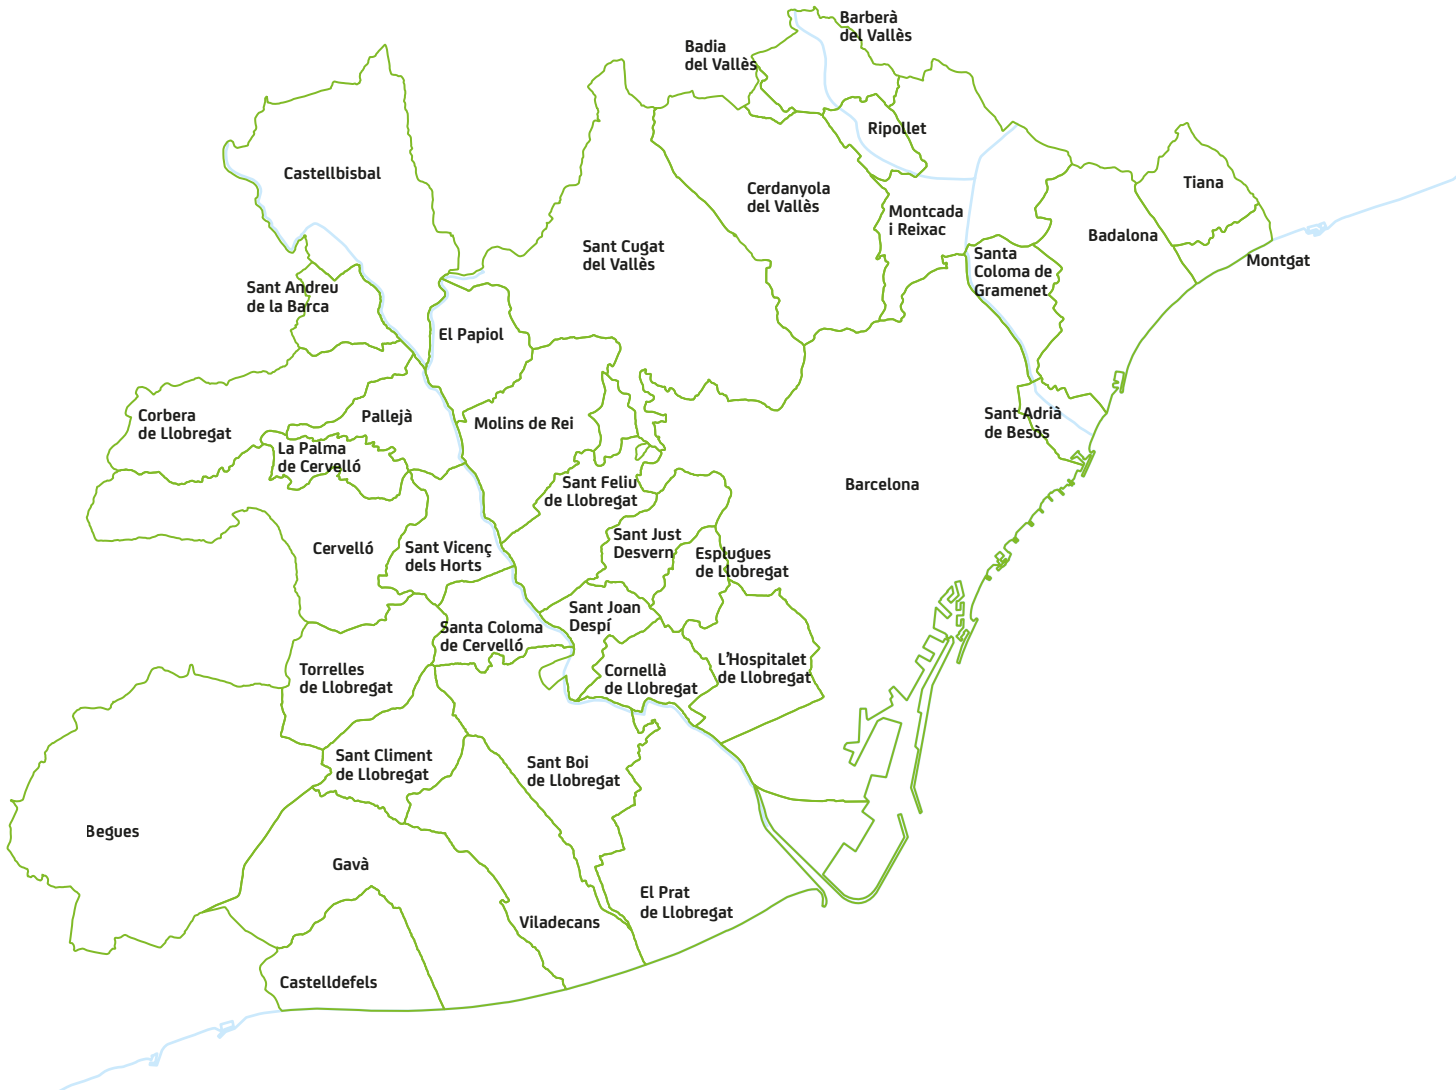 Barberà
del Vallès
Badia
del Vallès
Ripollet
Castellbisbal
Cerdanyola
del Vallès
Tiana
Montcada
i Reixac
Badalona
Sant Cugat
del Vallès
Santa
Coloma de
Gramenet
Montgat
Sant Andreu
de la Barca
El Papiol
Corbera
de Llobregat
Pallejà
Molins de Rei
Sant Adrià
de Besòs
La Palma
de Cervelló
Sant Feliu
de Llobregat
Barcelona
Cervelló
Sant Vicenç
dels Horts
Sant Just
Desvern
Esplugues
de Llobregat
Sant Joan
Despí
Santa Coloma
de Cervelló
Torrelles
de Llobregat
Cornellà
de Llobregat
L'Hospitalet
de Llobregat
Sant Climent
de Llobregat
Sant Boi
de Llobregat
Begues
Gavà
El Prat
de Llobregat
Viladecans
Castelldefels